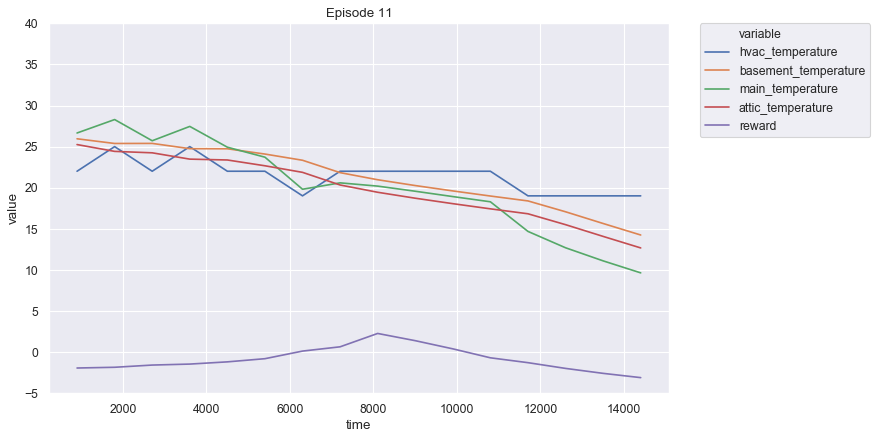 Episode 11
40
35
30
25
20
15
10
5
0
−5
value
2000
4000
6000
8000
10000
12000
14000
time
variable
hvac_temperature
basement_temperature
main_temperature
attic_temperature
reward